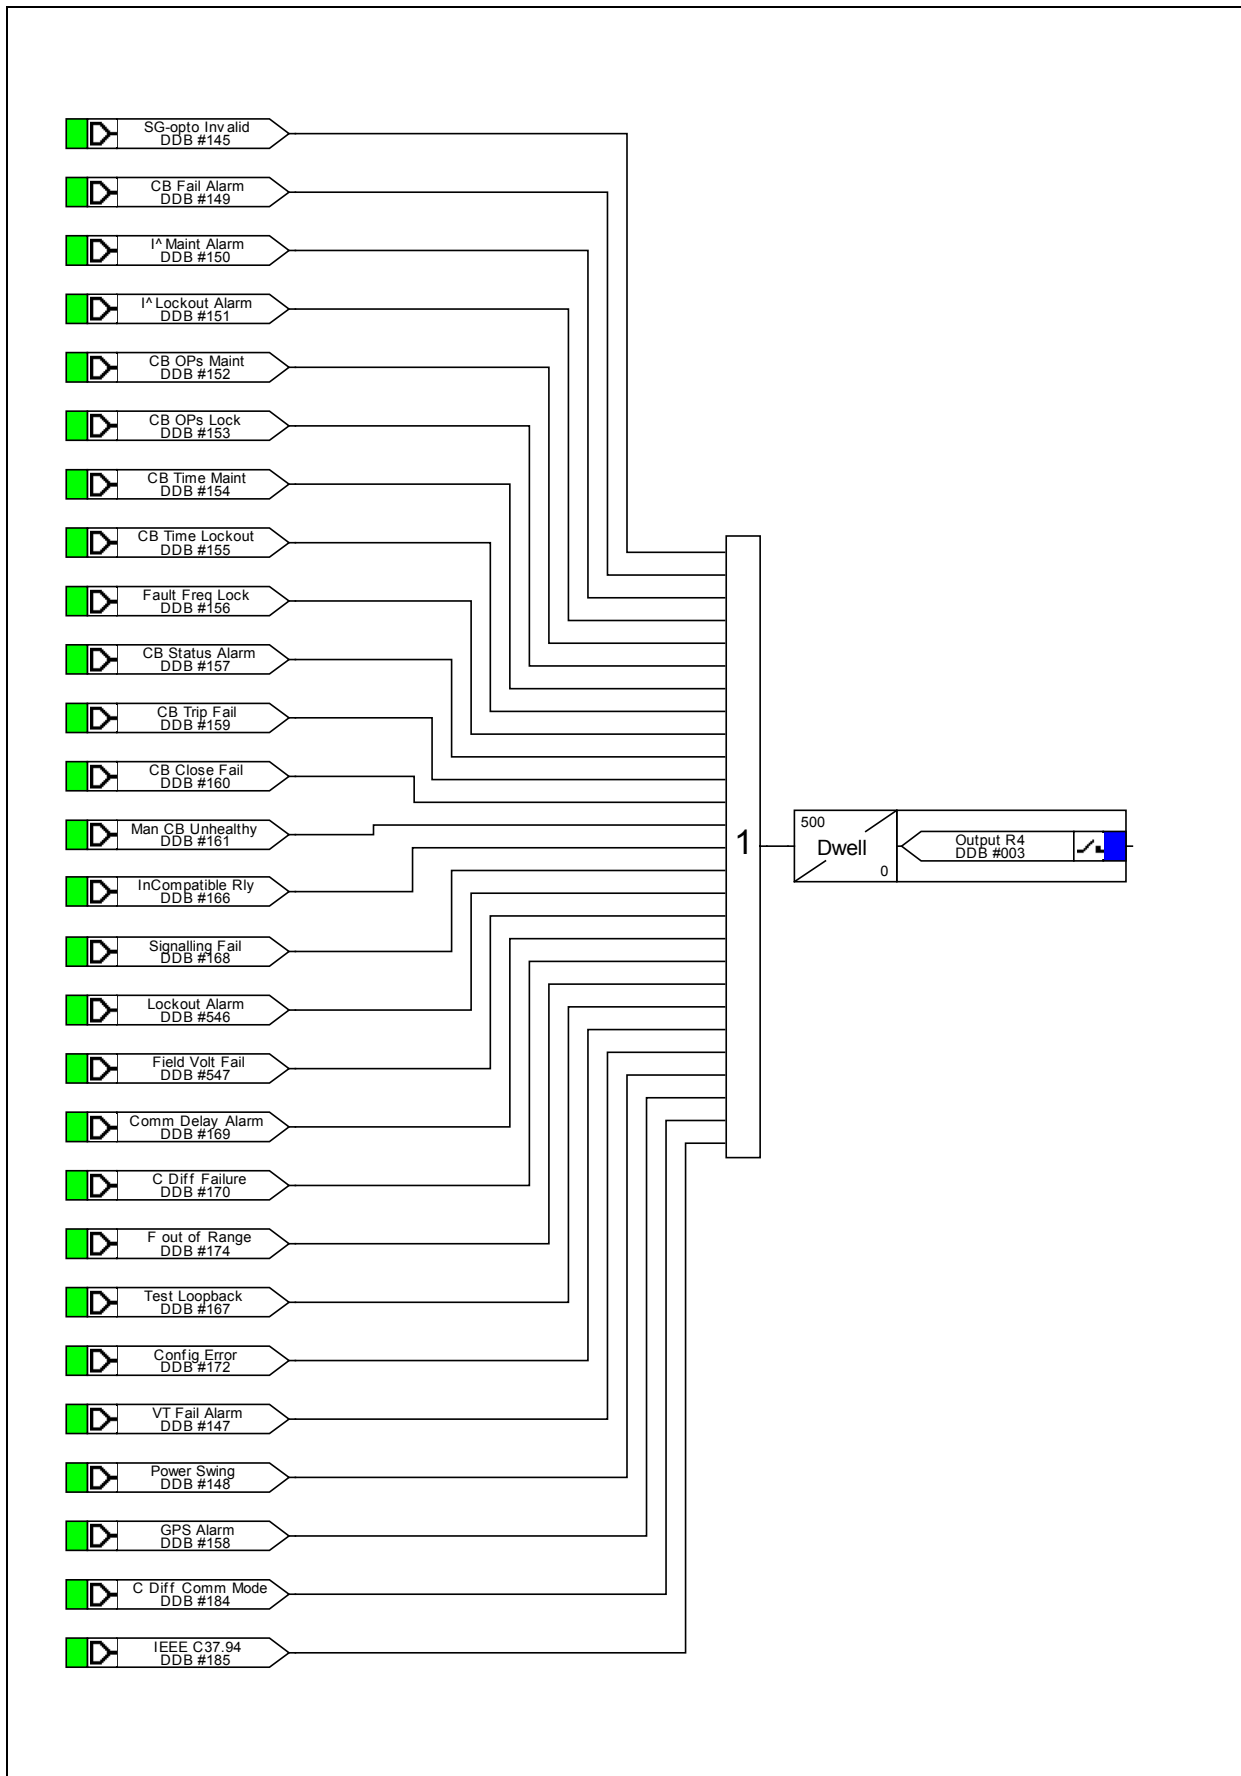 SG-opto Invalid
DDB #145
CB Fail Alarm
DDB #149
I^ Maint Alarm
DDB #150
I^ Lockout Alarm
DDB #151
CB OPs Maint
DDB #152
CB OPs Lock
DDB #153
CB Time Maint
DDB #154
CB Time Lockout
DDB #155
Fault Freq Lock
DDB #156
CB Status Alarm
DDB #157
CB Trip Fail
DDB #159
CB Close Fail
DDB #160
Man CB Unhealthy
DDB #161
InCompatible Rly
DDB #166
Signalling Fail
DDB #168
Lockout Alarm
DDB #546
Field Volt Fail
DDB #547
Comm Delay Alarm
DDB #169
C Diff Failure
DDB #170
F out of Range
DDB #174
Test Loopback
DDB #167
Config Error
DDB #172
VT Fail Alarm
DDB #147
Power Swing
DDB #148
GPS Alarm
DDB #158
C Diff Comm Mode
DDB #184
IEEE C37.94
DDB #185
1
500
Dwell
0
Output R4
DDB #003